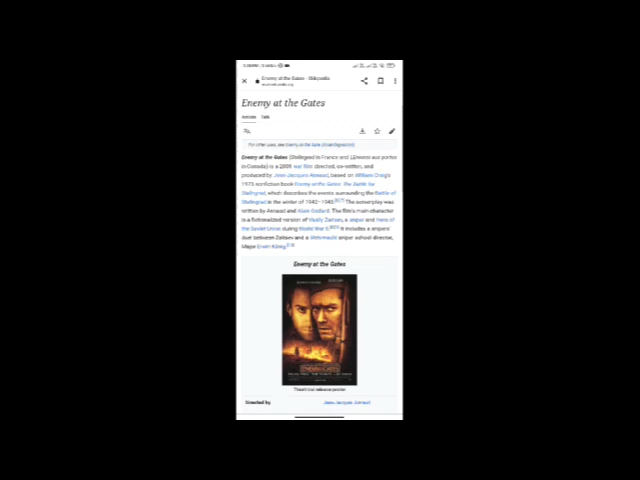 Enemy at the Gates - Wikipedia
Enemy at the Gates
Article Talk
For other uses, see Enemy at the Gates (disambiguation)
Enemy at the Gates (Stalingrad in France and L'Ennemi aux portes
in Canada) is a 2001 war film directed, co-written, and
produced by Jean-Jacques Annaud, based on William Craig's
1973 nonfiction book Enemy at the Gates: The Battle for
Stalingrad, which describes the events surrounding the Battle of
Stalingrad in the winter of 1942–1943. The screenplay was
written by Annaud and Alain Godard. The film's main character
is a fictionalized version of Vasily Zaitsev, a sniper and Hero of
the Soviet Union during World War II. It includes a snipers'
duel between Zaitsev and a Wehrmacht sniper school director,
Major Erwin König.
Enemy at the Gates
Theatrical release poster
Directed by Jean-Jacques Annaud